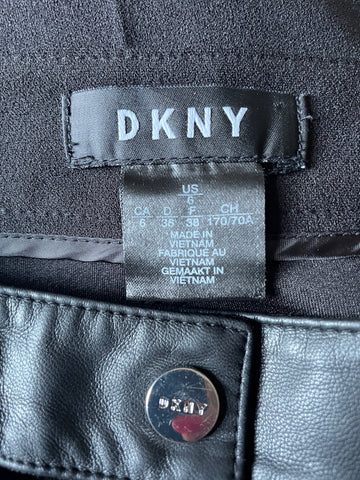 DKNY
US
6
CA D F CH
6 36 38 170/70A
MADE IN
VIETNAM
FABRIQUE AU
VIETNAM
GEMAAKT IN
VIETNAM
DKNY